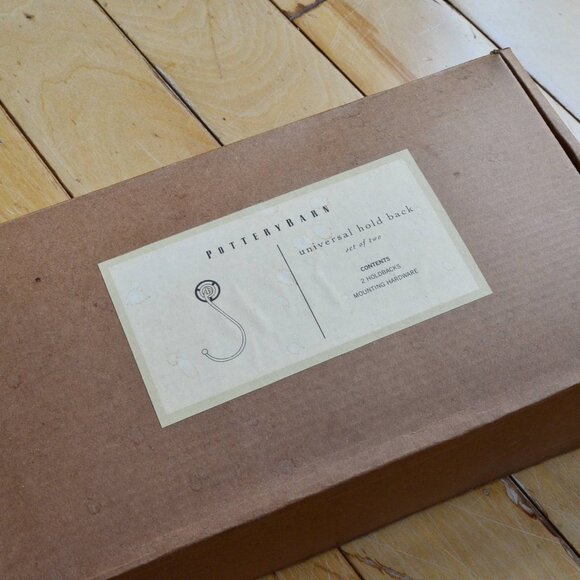 POTTERYBARN
universal hold back
set of two
CONTENTS
2 HOLDBACKS
MOUNTING HARDWARE